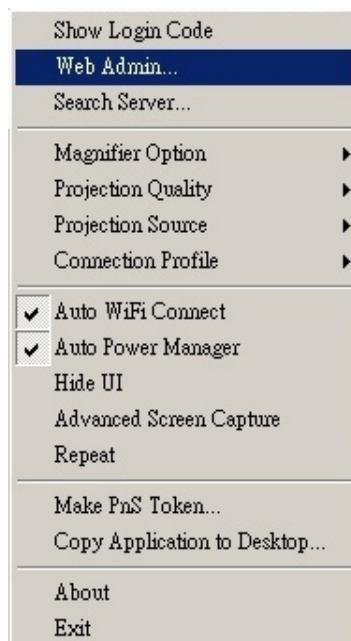 Show Login Code
Web Admin...
Search Server...
Magnifier Option
Projection Quality
Projection Source
Connection Profile
Auto WiFi Connect
Auto Power Manager
Hide UI
Advanced Screen Capture
Repeat
Make PnS Token...
Copy Application to Desktop...
About
Exit